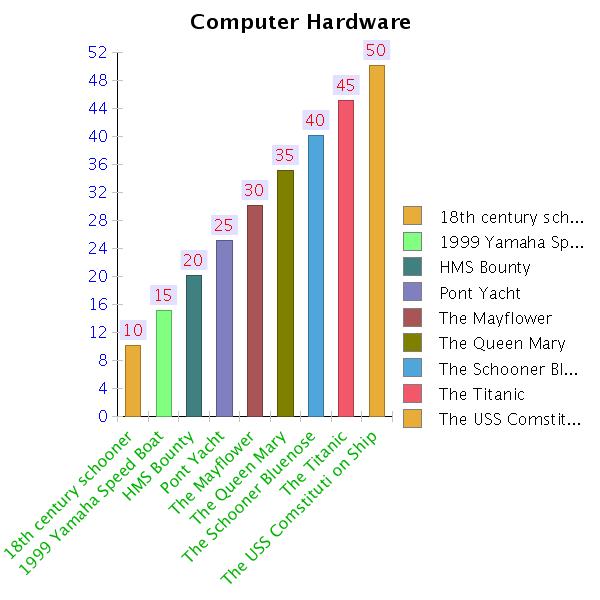 Computer Hardware
52
48
44
40
36
32
28
24
20
16
12
8
4
0
10
15
20
25
30
35
40
45
50
18th century schooner
1999 Yamaha Speed Boat
HMS Bounty
Pont Yacht
The Mayflower
The Queen Mary
The Schooner Bluenose
The Titanic
The USS Comstituti on Ship
18th century sch...
1999 Yamaha Sp...
HMS Bounty
Pont Yacht
The Mayflower
The Queen Mary
The Schooner Bl...
The Titanic
The USS Comstit...